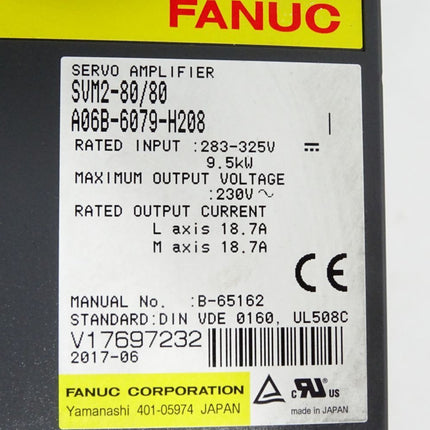 FANUC
SERVO AMPLIFIER
SVM2-80/80
A06B-6079-H208
RATED INPUT :283-325V ⎓
9.5kW
MAXIMUM OUTPUT VOLTAGE
:230V ~
RATED OUTPUT CURRENT
L axis 18.7A
M axis 18.7A
CE
MANUAL No. :B-65162
STANDARD:DIN VDE 0160, UL508C
V17697232
2017-06
FANUC CORPORATION
Yamanashi 401-05974 JAPAN
c RU US
made in JAPAN